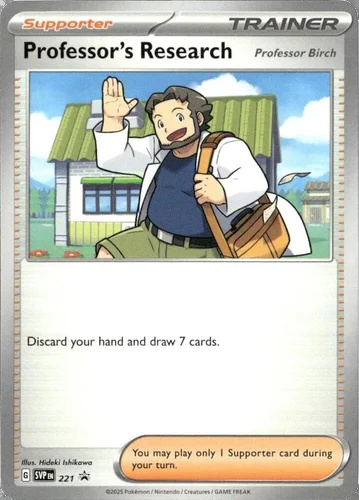 Supporter TRAINER
Professor's Research Professor Birch
Discard your hand and draw 7 cards.
Illus. Hideki Ishikawa
G SVP EN 221
You may play only 1 Supporter card during
your turn.
©2025 Pokémon / Nintendo / Creatures / GAME FREAK